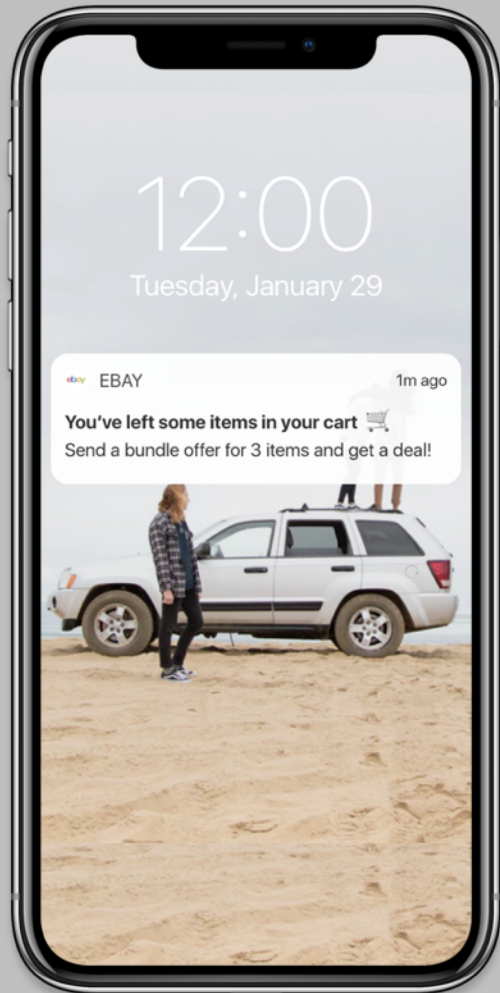 12:00
Tuesday, January 29
ebay EBAY 1m ago
You've left some items in your cart 🛒
Send a bundle offer for 3 items and get a deal!